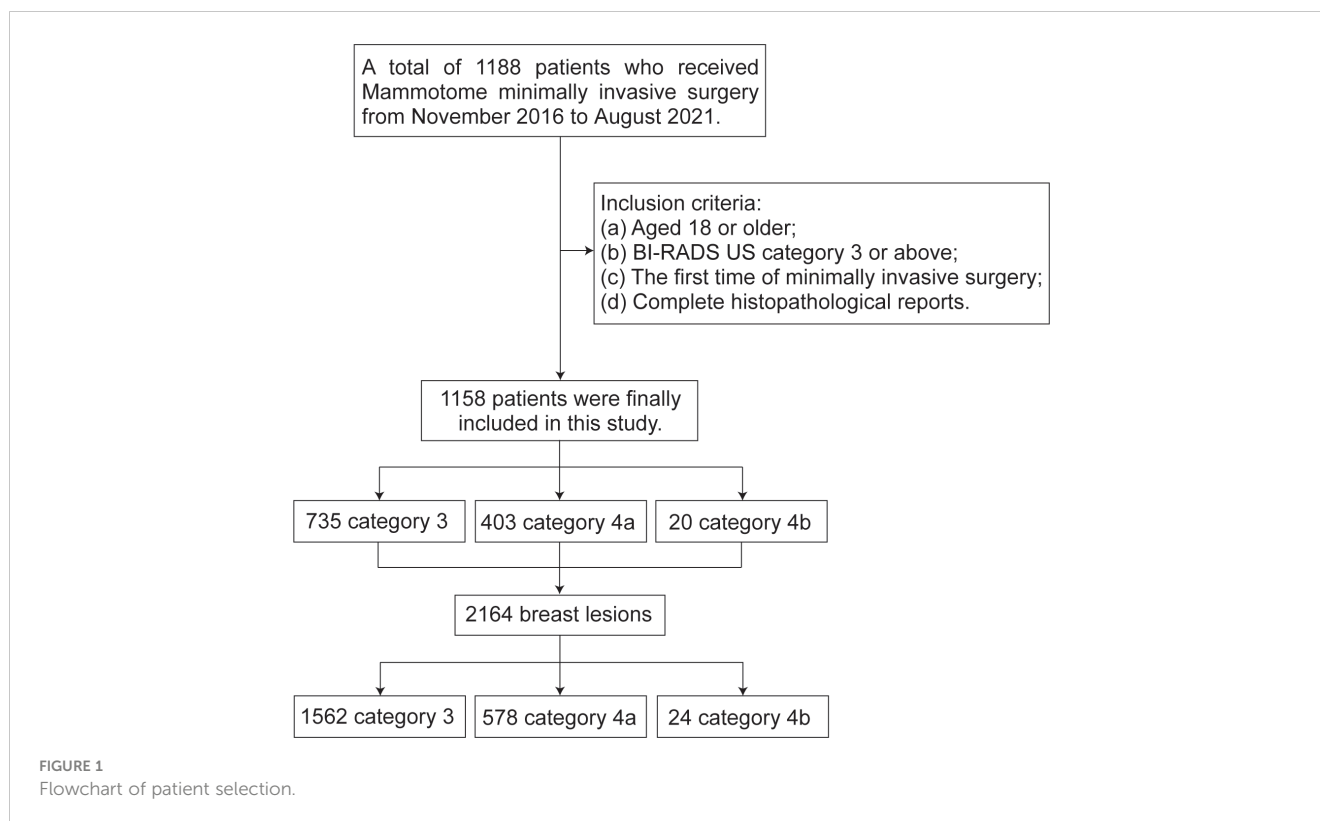 A total of 1188 patients who received
Mammotome minimally invasive surgery
from November 2016 to August 2021.
Inclusion criteria:
(a) Aged 18 or older;
(b) BI-RADS US category 3 or above;
(c) The first time of minimally invasive surgery;
(d) Complete histopathological reports.
1158 patients were finally
included in this study.
735 category 3
403 category 4a
20 category 4b
2164 breast lesions
1562 category 3
578 category 4a
24 category 4b
FIGURE 1
Flowchart of patient selection.